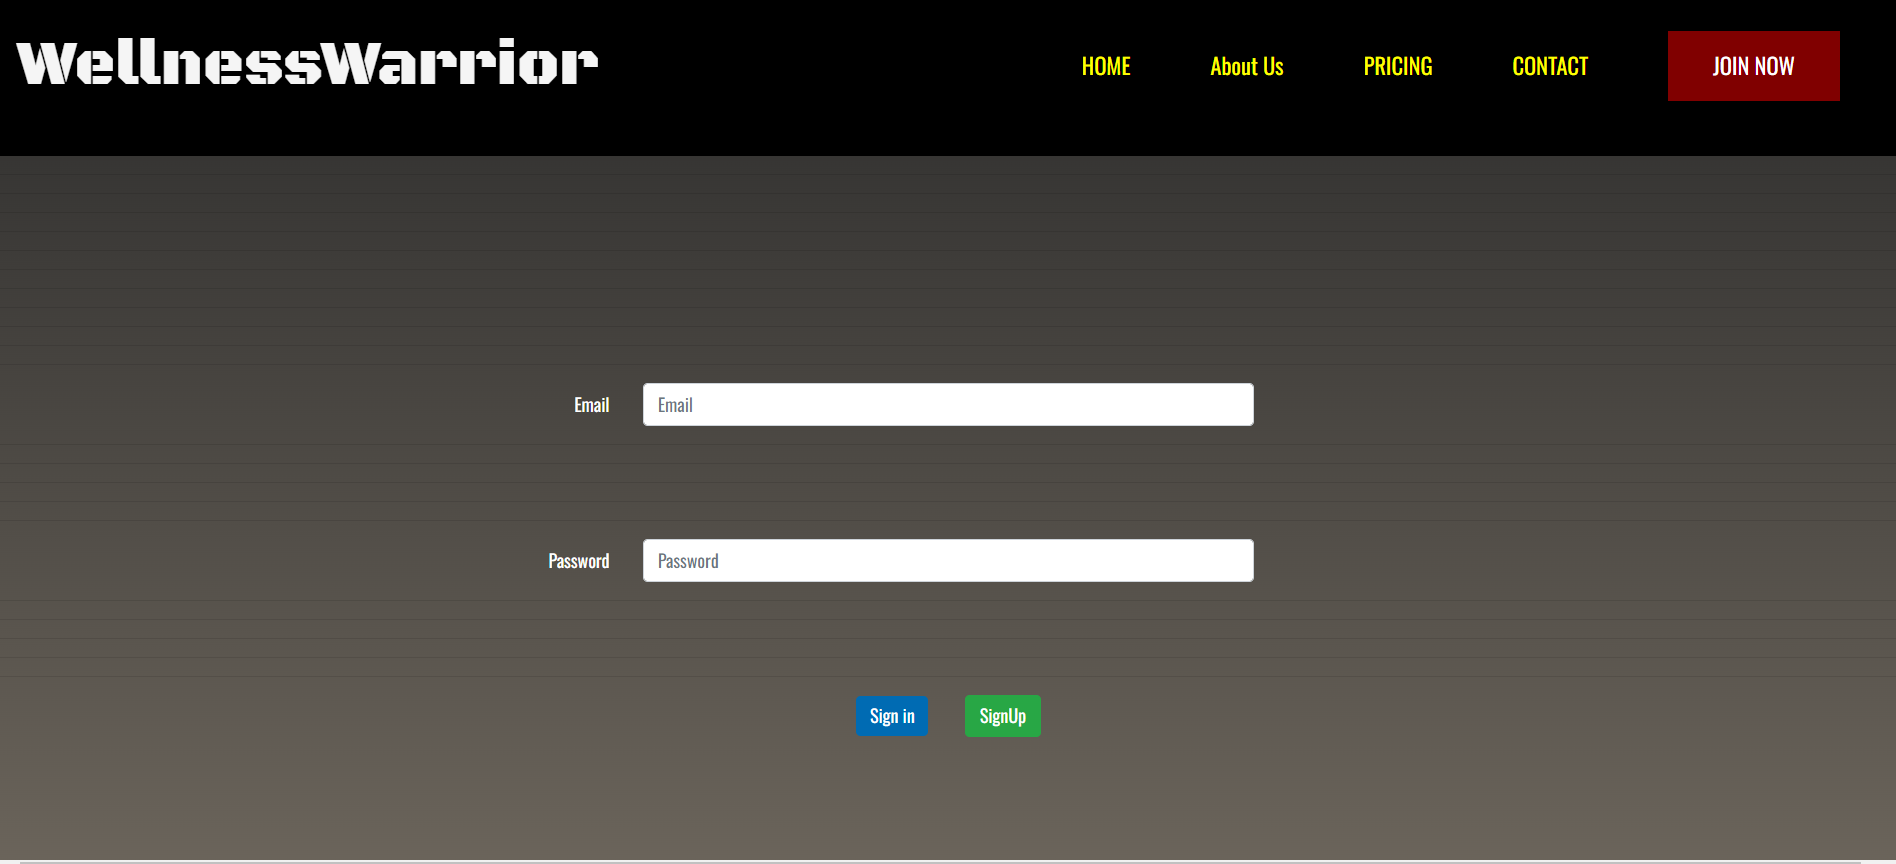 WellnessWarrior
HOME About Us PRICING CONTACT JOIN NOW
Email Email
Password Password
Sign in SignUp